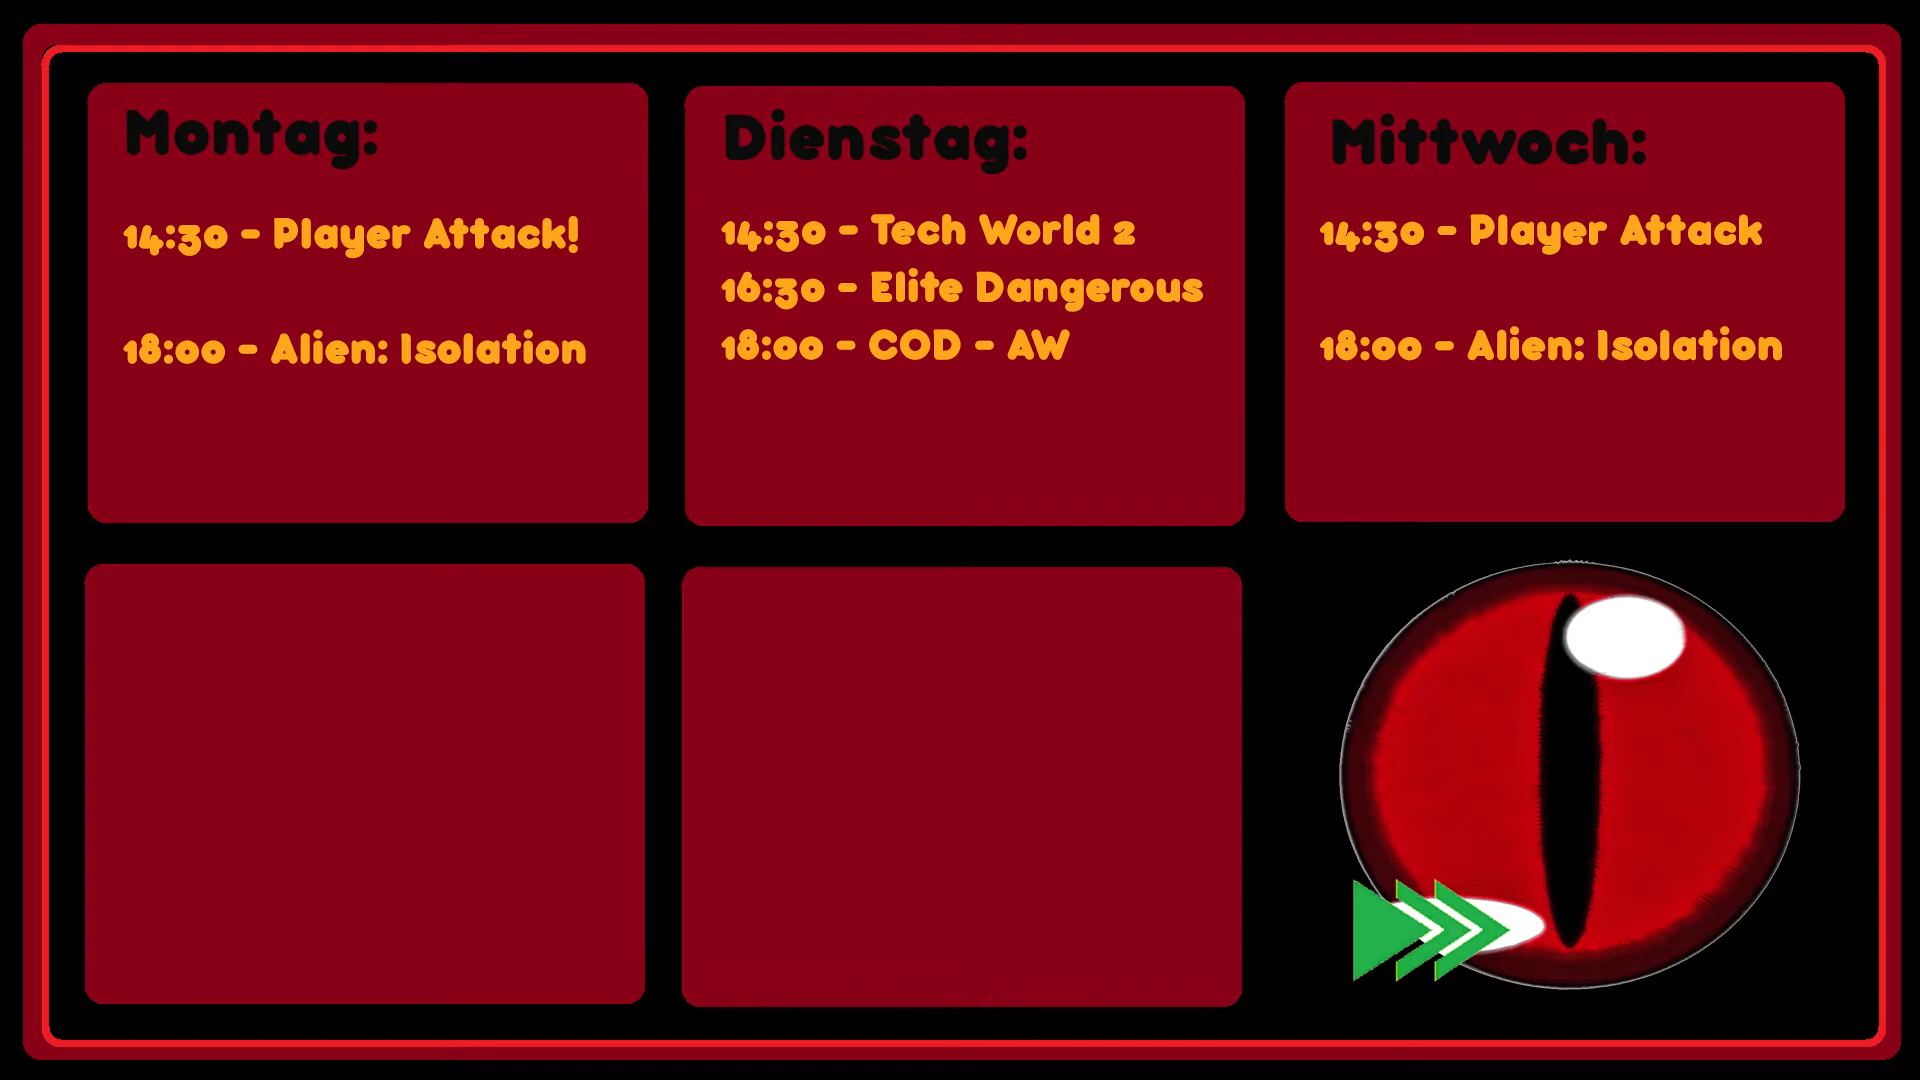 Montag:
14:30 - Player Attack!
18:00 - Alien: Isolation
Dienstag:
14:30 - Tech World 2
16:30 - Elite Dangerous
18:00 - COD - AW
Mittwoch:
14:30 - Player Attack
18:00 - Alien: Isolation